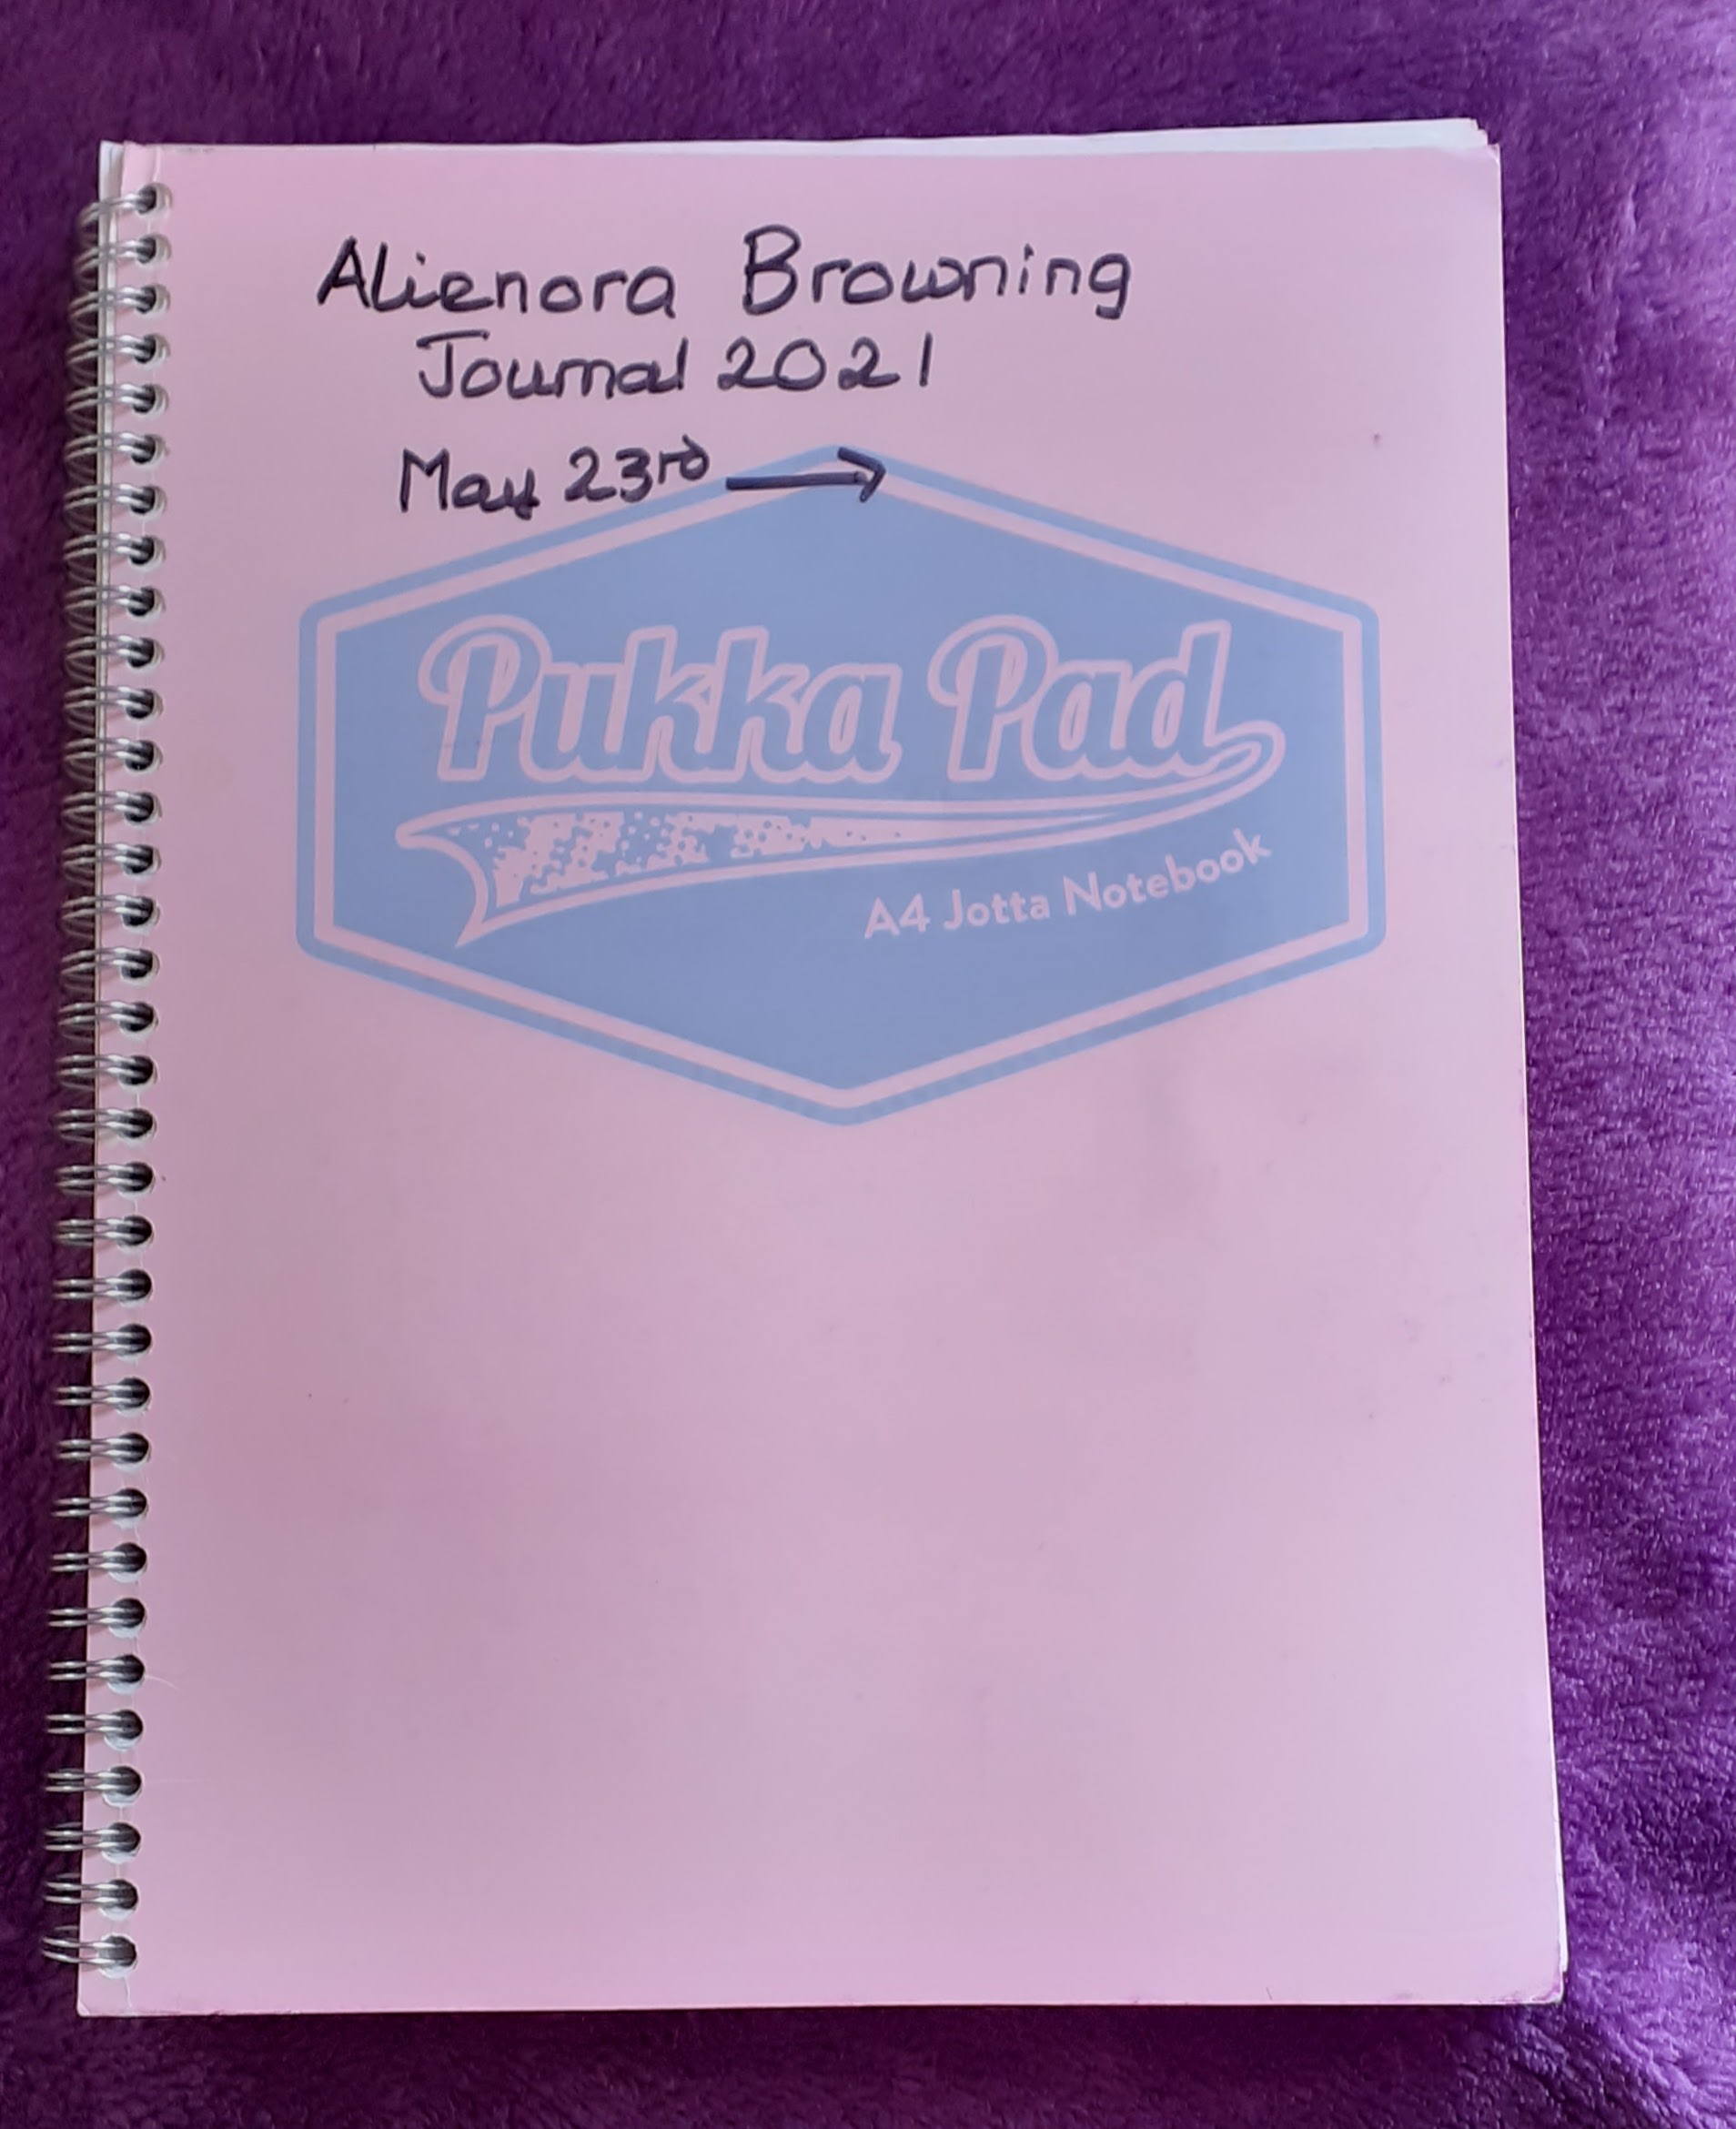 Alienora Browning
Journal 2021
May 23rd →
Pukka Pad
A4 Jotta Notebook